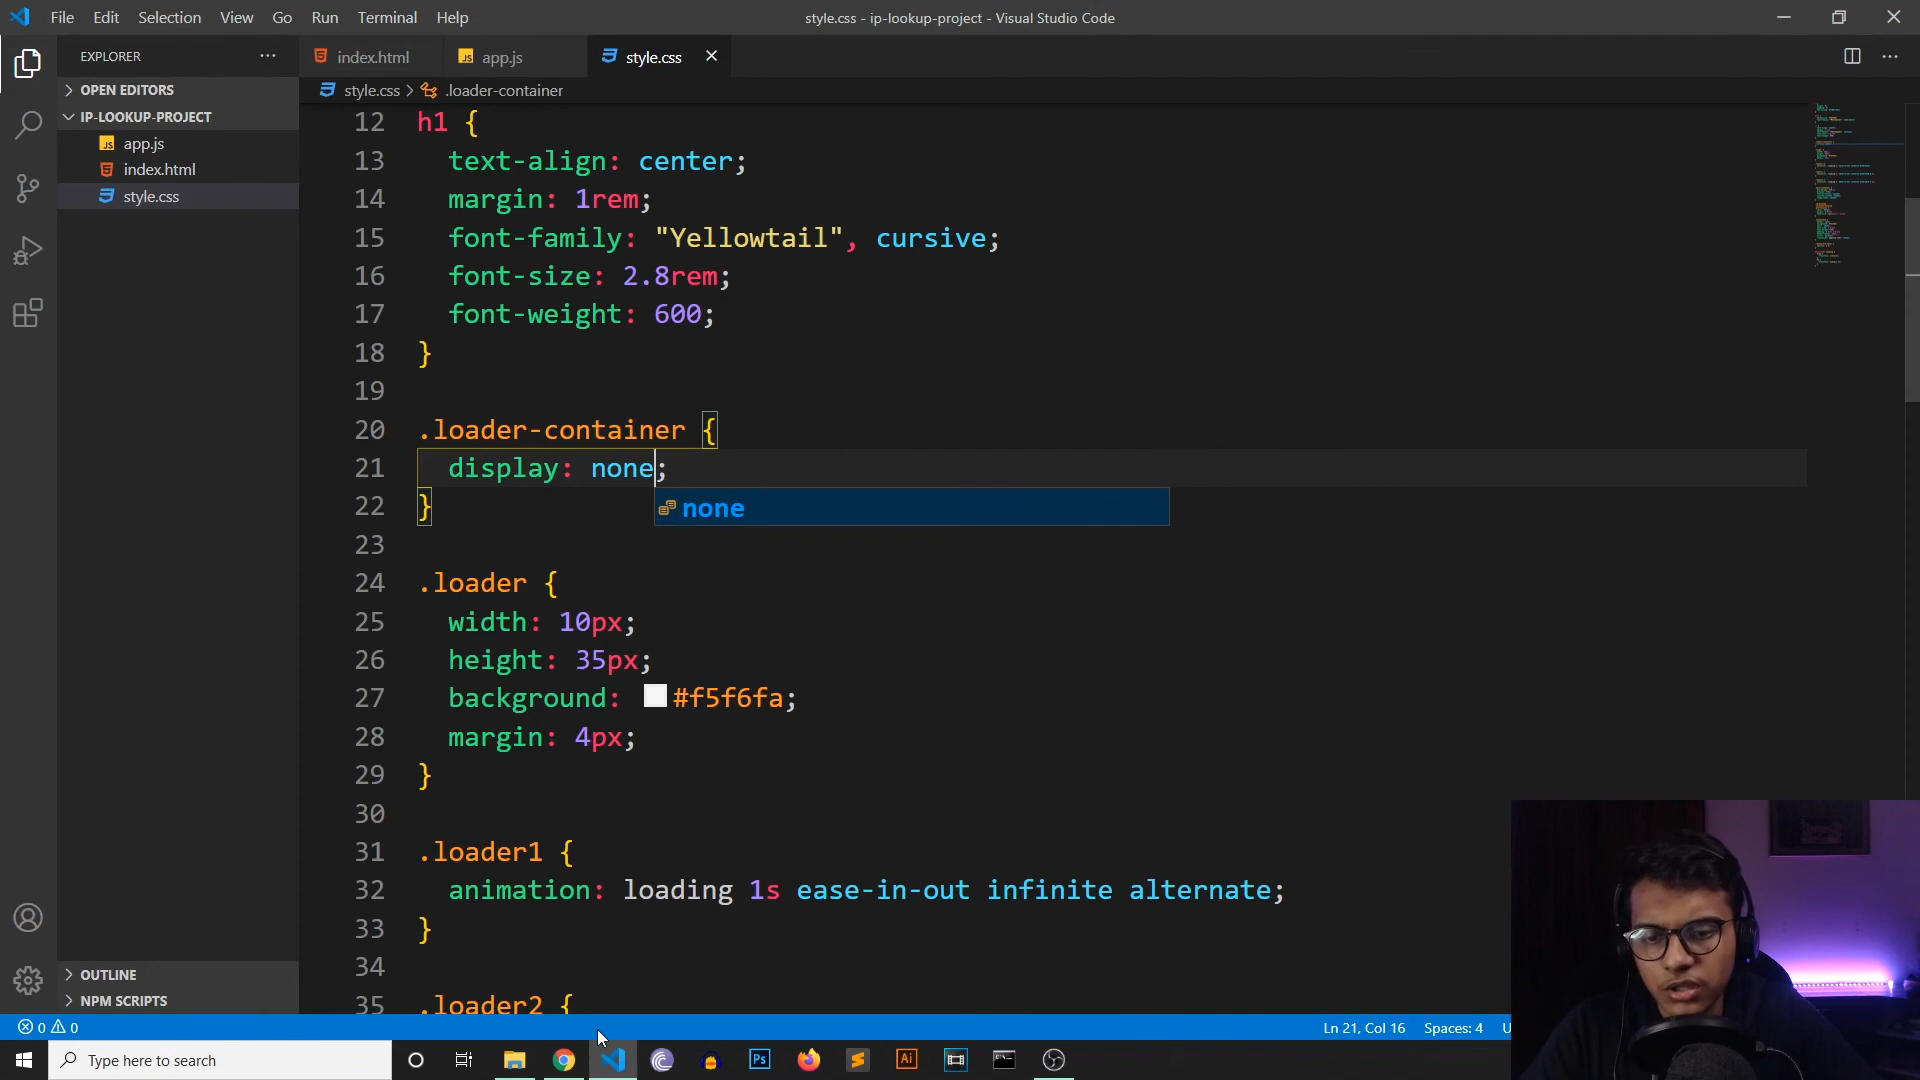 File Edit Selection View Go Run Terminal Help
style.css - ip-lookup-project - Visual Studio Code
EXPLORER
OPEN EDITORS
IP-LOOKUP-PROJECT
JS app.js
index.html
style.css
OUTLINE
NPM SCRIPTS
index.html JS app.js style.css
style.css > .loader-container
12 h1 {
13 text-align: center;
14 margin: 1rem;
15 font-family: "Yellowtail", cursive;
16 font-size: 2.8rem;
17 font-weight: 600;
18 }
19
20 .loader-container {
21 display: none;
none
22 }
23
24 .loader {
25 width: 10px;
26 height: 35px;
27 background: #f5f6fa;
28 margin: 4px;
29 }
30
31 .loader1 {
32 animation: loading 1s ease-in-out infinite alternate;
33 }
34
35 .loader2 {
0 0
Ln 21, Col 16 Spaces: 4 U
Type here to search
Ps
Ai